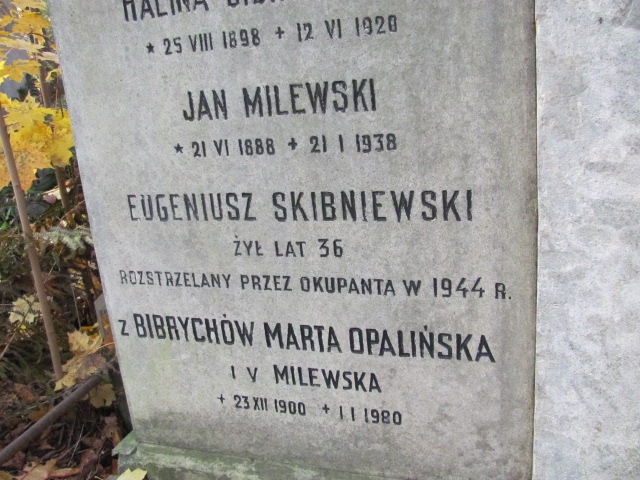 HALINA
* 25 VIII 1898 + 12 VI 1920
JAN MILEWSKI
* 21 VI 1888 + 21 I 1938
EUGENIUSZ SKIBNIEWSKI
ŻYŁ LAT 36
ROZSTRZELANY PRZEZ OKUPANTA W 1944 R.
Z BIBRYCHÓW MARTA OPALIŃSKA
I V MILEWSKA
+ 23 XII 1900 + 1 I 1980